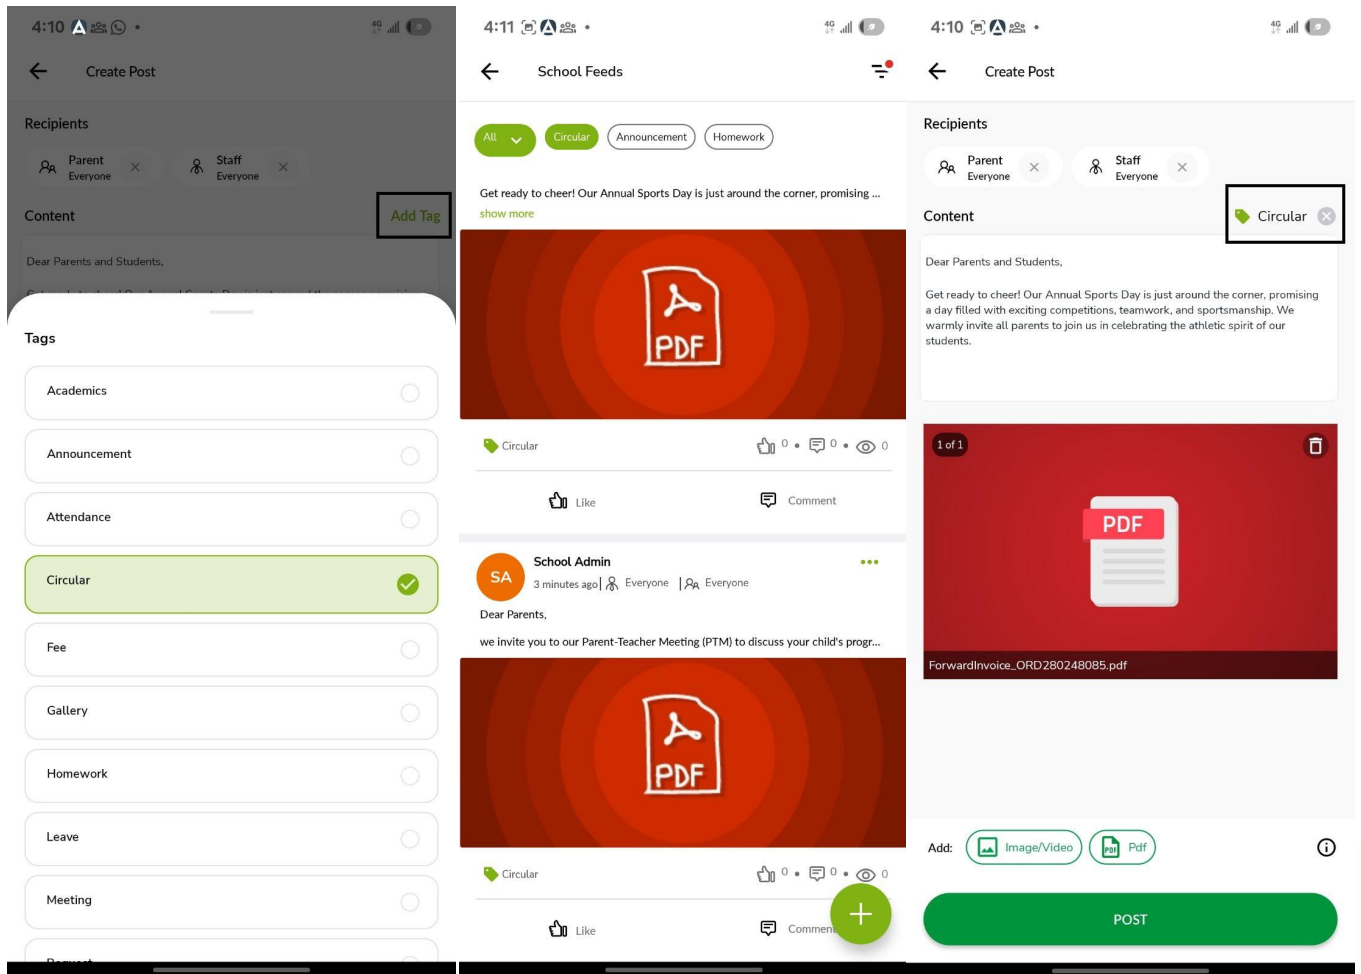 4:10
4G
Create Post
Recipients
Parent
Everyone
Staff
Everyone
Content
Add Tag
Dear Parents and Students,
Tags
Academics
Announcement
Attendance
Circular
Fee
Gallery
Homework
Leave
Meeting
4:11
4G
School Feeds
All
Circular
Announcement
Homework
Get ready to cheer! Our Annual Sports Day is just around the corner, promising ...
show more
PDF
Circular
0 • 0 • 0
Like
Comment
School Admin
SA
3 minutes ago| Everyone | Everyone
Dear Parents,
we invite you to our Parent-Teacher Meeting (PTM) to discuss your child's progr...
PDF
Circular
0 • 0 • 0
Like
Commen
4:10
4G
Create Post
Recipients
Parent
Everyone
Staff
Everyone
Content
Circular
Dear Parents and Students,
Get ready to cheer! Our Annual Sports Day is just around the corner, promising
a day filled with exciting competitions, teamwork, and sportsmanship. We
warmly invite all parents to join us in celebrating the athletic spirit of our
students.
1 of 1
PDF
ForwardInvoice_ORD280248085.pdf
Add:
Image/Video
PDF
Pdf
POST